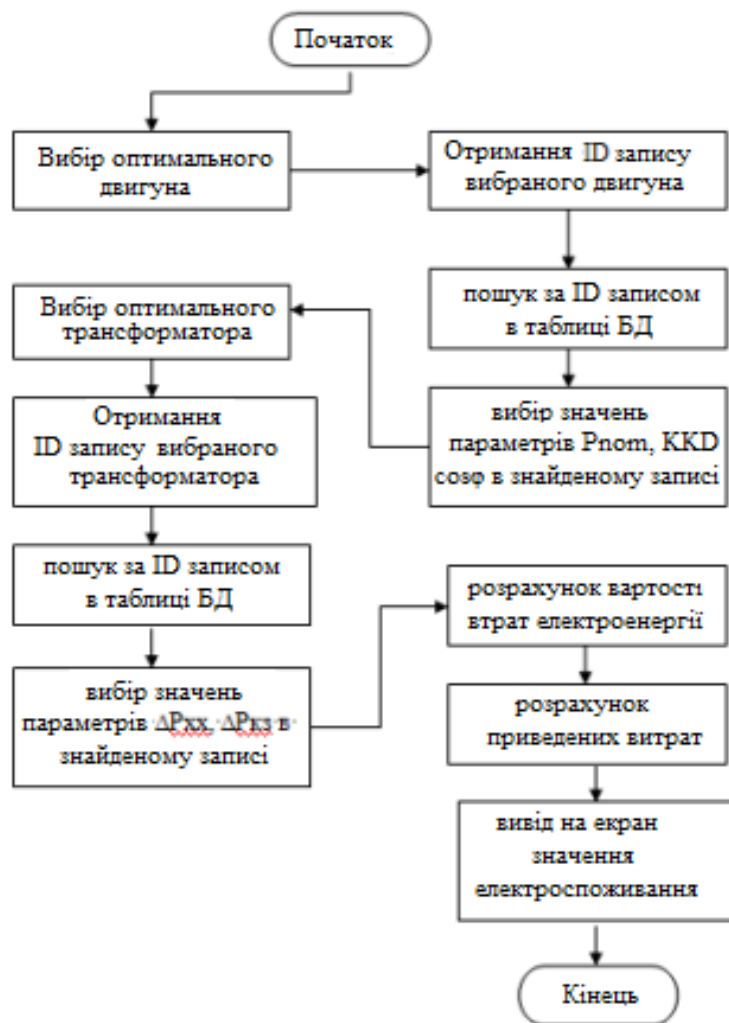 Початок
Вибір оптимального
двигуна
Отримання ID запису
вибраного двигуна
пошук за ID записом
в таблиці БД
вибір значень
параметрів Pnom, KKD
cosφ в знайденому записі
Вибір оптимального
трансформатора
Отримання
ID запису вибраного
трансформатора
пошук за ID записом
в таблиці БД
вибір значень
параметрів ΔPхх, ΔPкз в
знайденому записі
розрахунок вартості
втрат електроенергії
розрахунок
приведених витрат
вивід на екран
значення
електроспоживання
Кінець